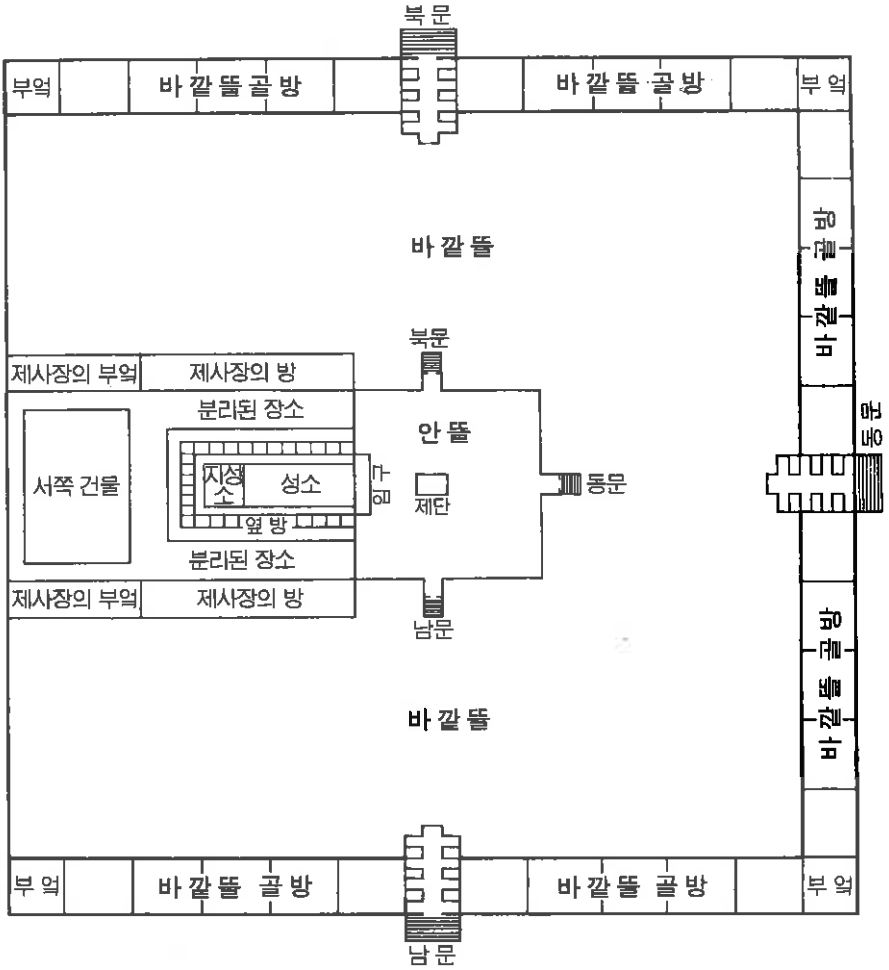 북 문
부엌
바 깥 뜰 골 방
바 깥 뜰 골 방
부 엌
바 깥 뜰
바 깥 뜰 골 방
북문
제사장의 부엌
제사장의 방
분리된 장소
안 뜰
동문
서쪽 건물
지성
소
성소
입구
제단
동문
옆 방
분리된 장소
제사장의 부엌
제사장의 방
남문
바 깥 뜰 골 방
바 깥 뜰
부 엌
바 깥 뜰 골 방
바 깥 뜰 골 방
부 엌
남 문